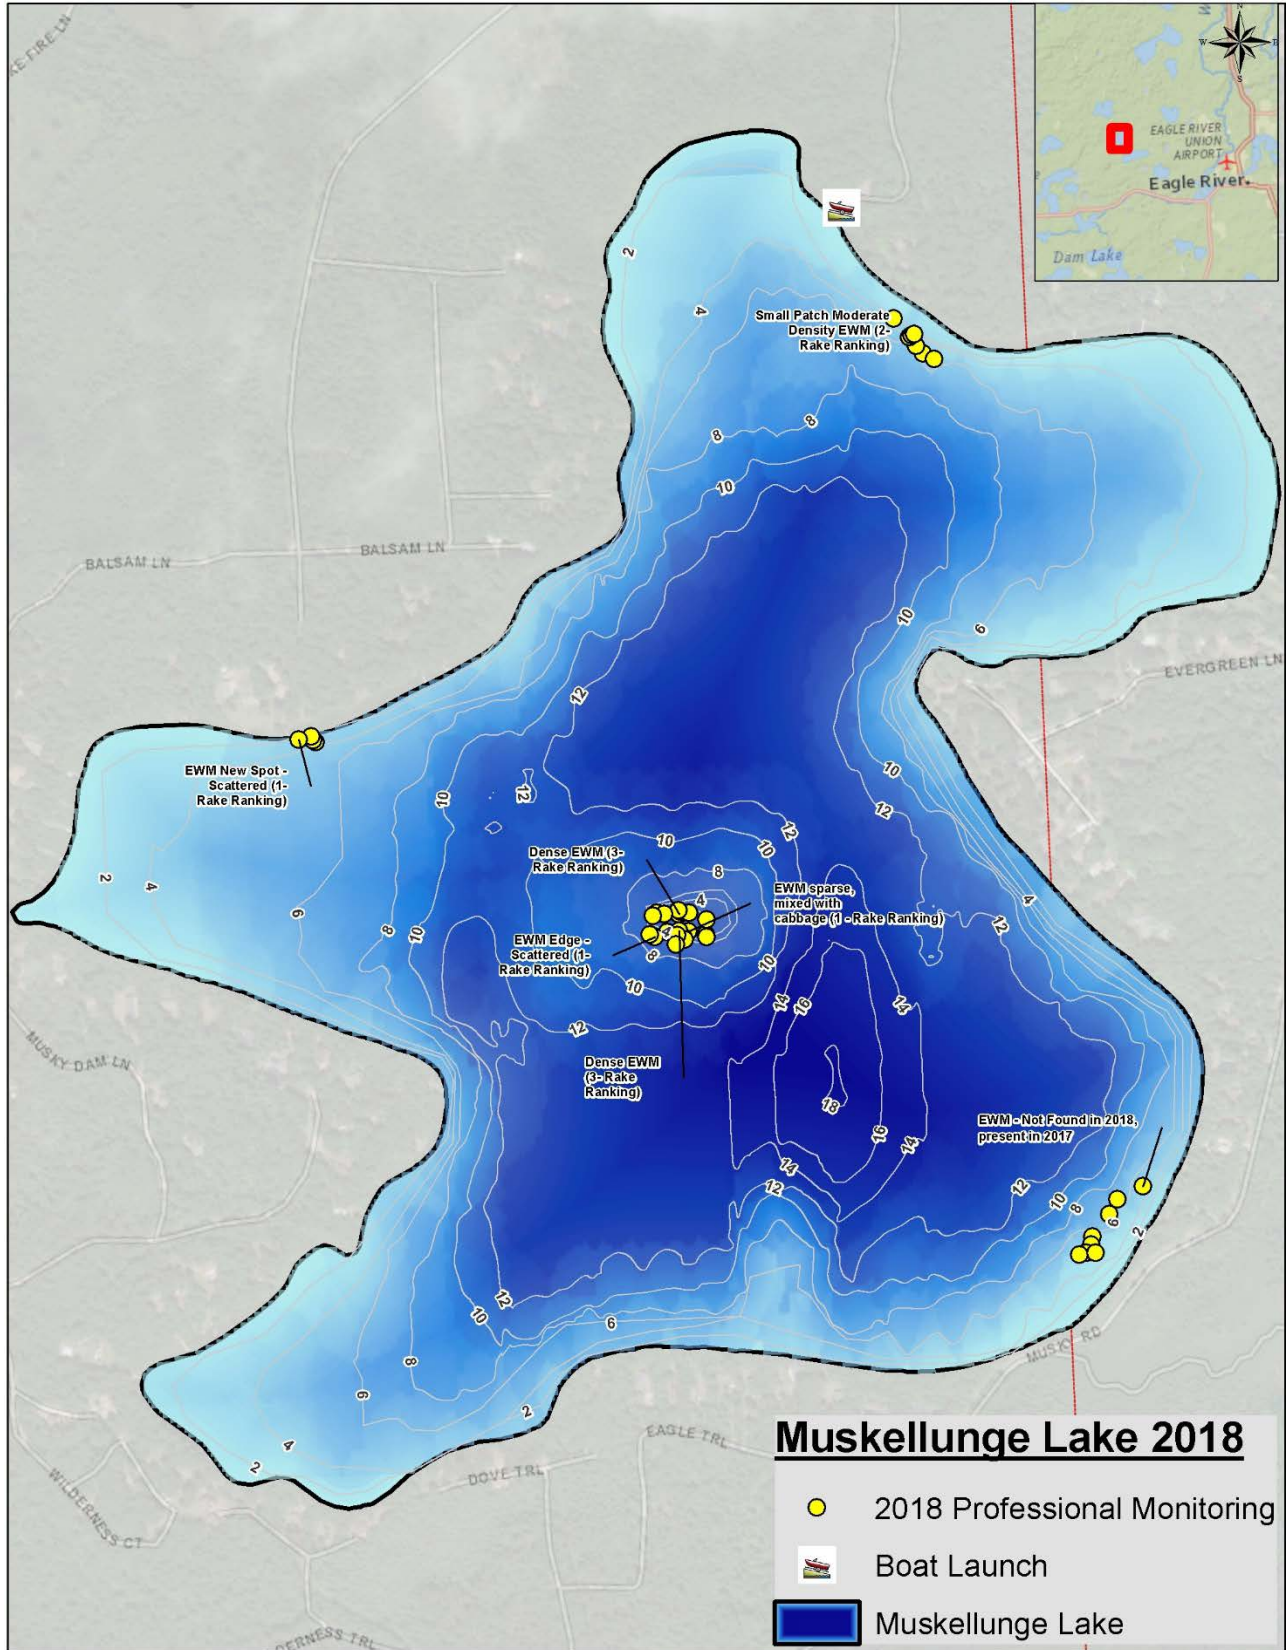 KE-FIRE-LN
N
W
W
E
S
EAGLE RIVER
UNION
AIRPORT
Eagle River
Dam Lake
2
4
Small Patch Moderate
Density EWM (2-
Rake Ranking)
8
8
10
BALSAM LN
BALSAM LN
10
6
EVERGREEN LN
12
EWM New Spot -
Scattered (1-
Rake Ranking)
10
12
10
12
12
10
10
Dense EWM (3-
Rake Ranking)
8
2
4
4
EWM sparse,
mixed with
cabbage (1 - Rake Ranking)
4
6
8
10
4
12
EWM Edge -
Scattered (1-
Rake Ranking)
8
10
10
12
14
16
14
MUSKY DAM LN
Dense EWM
(3- Rake
Ranking)
18
16
14
EWM - Not Found in 2018,
present in 2017
14
12
12
10
8
6
2
12
10
6
MUSKY RD
8
6
2
4
2
EAGLE TRL
DOVE TRL
WILDERNESS CT
DERNESS TRL
Muskellunge Lake 2018
2018 Professional Monitoring
Boat Launch
Muskellunge Lake